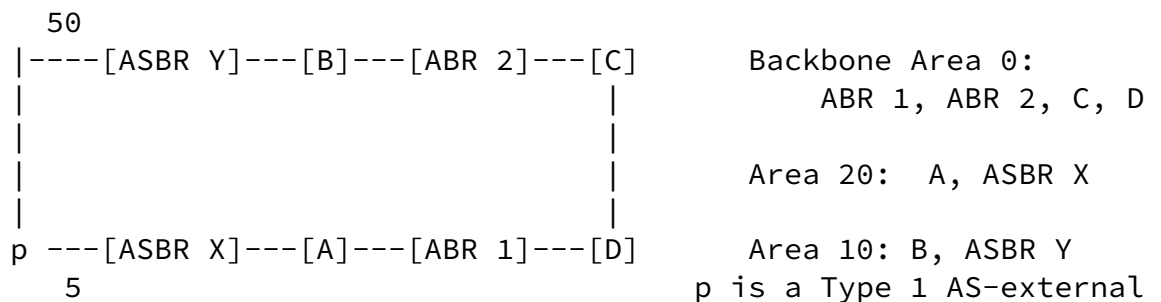 50
|----[ASBR Y]---[B]---[ABR 2]---[C]        Backbone Area 0:
|                                |            ABR 1, ABR 2, C, D
|                                |
|                                |        Area 20:  A, ASBR X
|                                |
p ---[ASBR X]---[A]---[ABR 1]---[D]        Area 10: B, ASBR Y
5                                       p is a Type 1 AS-external